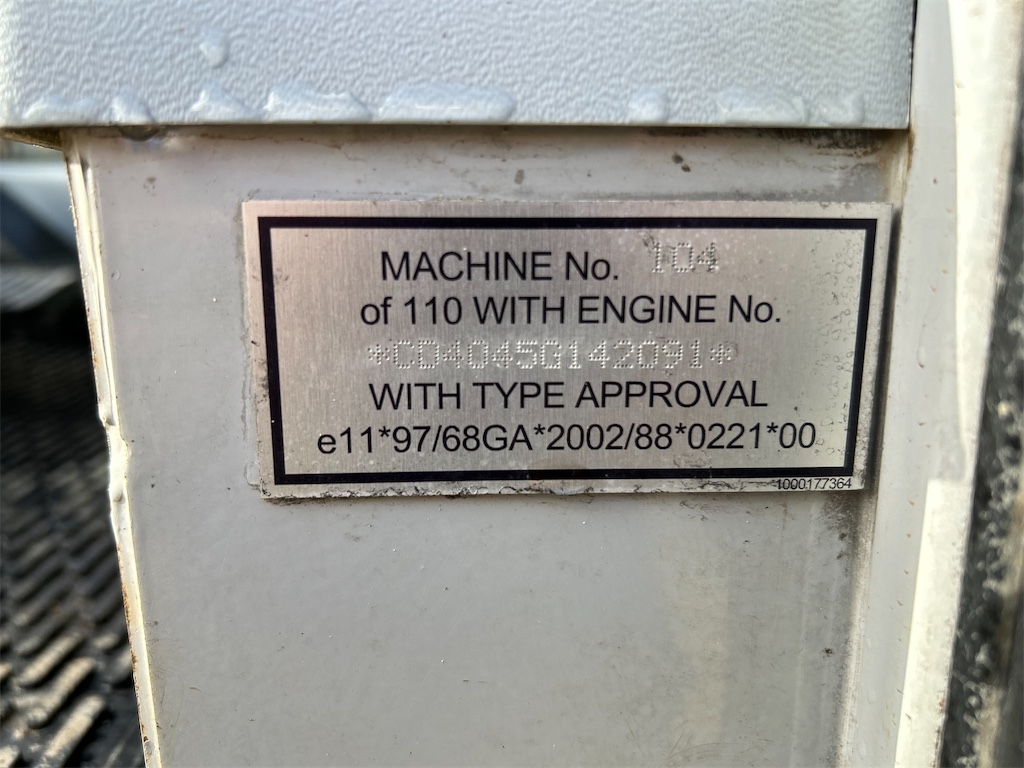 MACHINE No. 104
of 110 WITH ENGINE No.
*CD4045G142091*
WITH TYPE APPROVAL
e11*97/68GA*2002/88*0221*00
1000177364